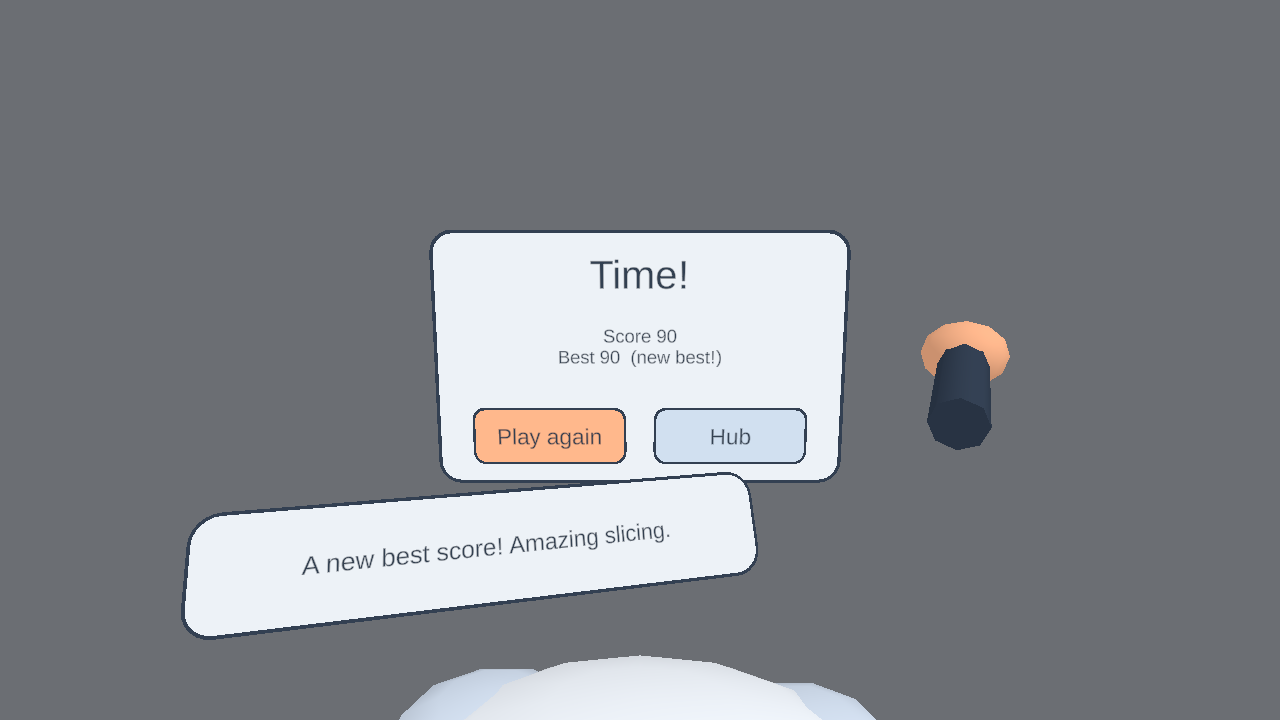 Time!
Score 90
Best 90  (new best!)
Play again
Hub
A new best score! Amazing slicing.